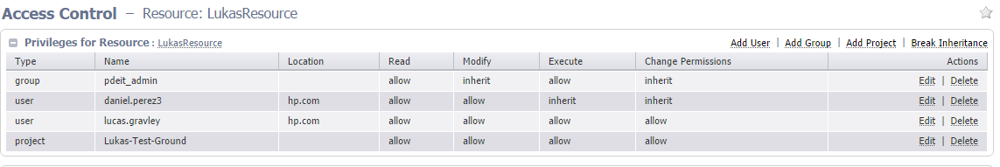 Access Control – Resource: LukasResource
Privileges for Resource : LukasResource Add User | Add Group | Add Project | Break Inheritance
Type Name Location Read Modify Execute Change Permissions Actions
group pdeit_admin allow inherit allow inherit Edit | Delete
user daniel.perez3 hp.com allow allow inherit inherit Edit | Delete
user lucas.gravley hp.com allow allow allow allow Edit | Delete
project Lukas-Test-Ground allow allow allow allow Edit | Delete